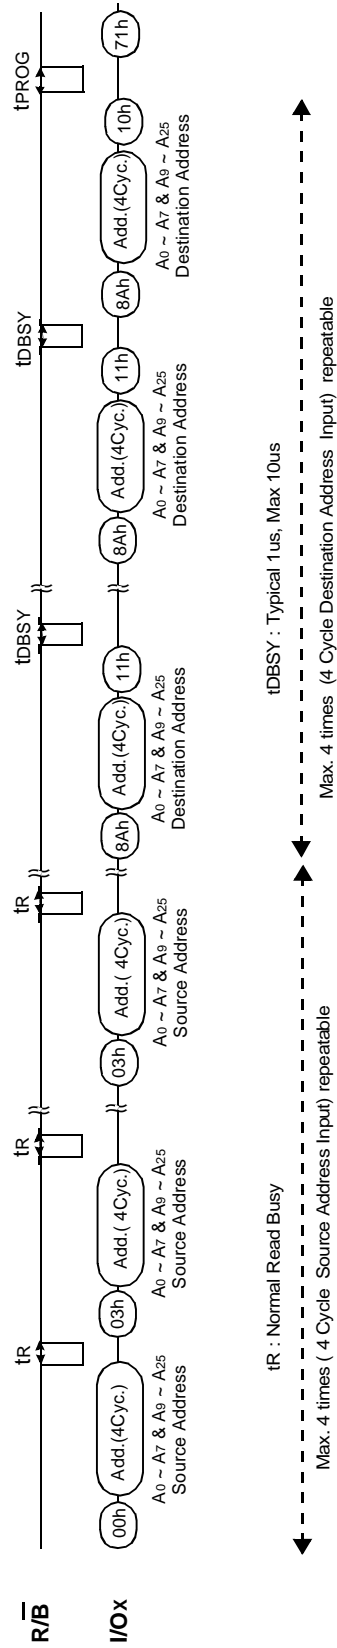 R/B tR tR tR tDBSY tDBSY tPROG
I/Ox 00h Add.(4Cyc.) 03h Add.( 4Cyc.) 03h Add.( 4Cyc.) 8Ah Add.(4Cyc.) 11h 8Ah Add.(4Cyc.) 11h 8Ah Add.(4Cyc.) 10h 71h
A0 ~ A7 & A9 ~ A25 A0 ~ A7 & A9 ~ A25 A0 ~ A7 & A9 ~ A25 A0 ~ A7 & A9 ~ A25 A0 ~ A7 & A9 ~ A25 A0 ~ A7 & A9 ~ A25
Source Address Source Address Source Address Destination Address Destination Address Destination Address
tR : Normal Read Busy tDBSY : Typical 1us, Max 10us
Max. 4 times ( 4 Cycle Source Address Input) repeatable Max. 4 times (4 Cycle Destination Address Input) repeatable